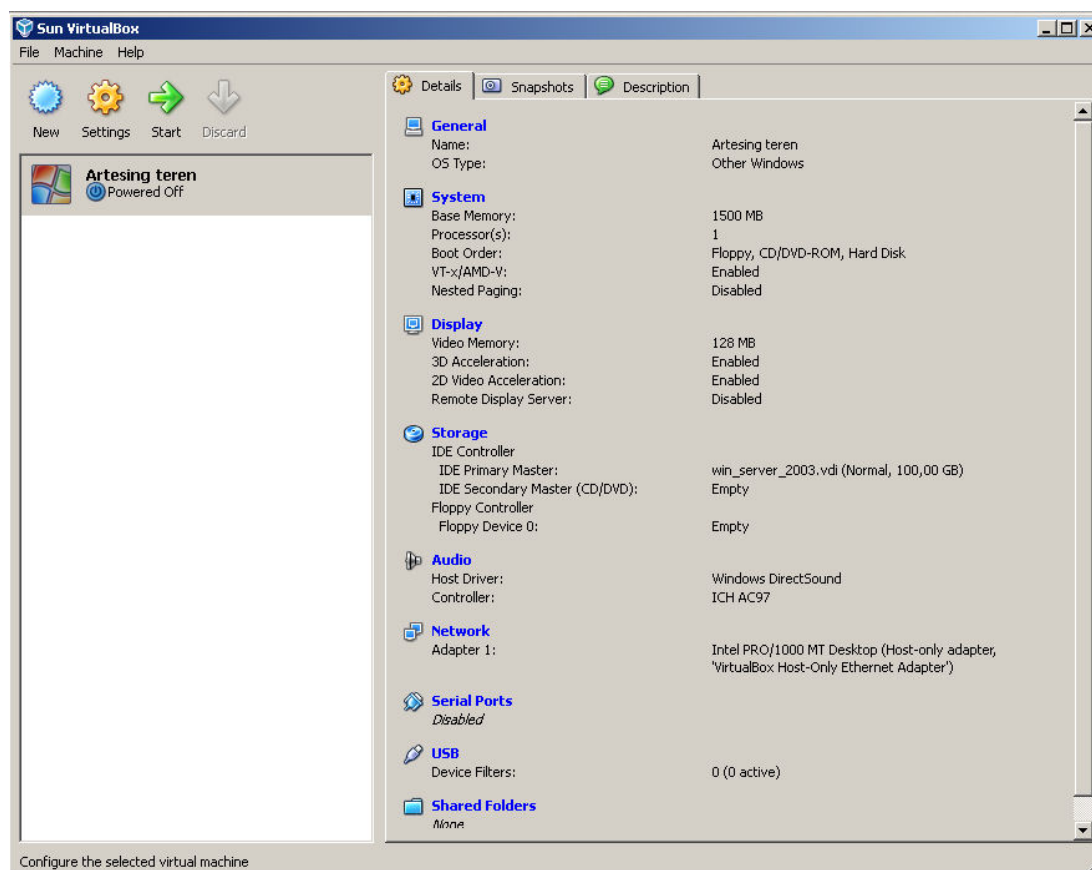 Sun VirtualBox
File Machine Help
New Settings Start Discard
Artesing teren
Powered Off
Details Snapshots Description
General
Name: Artesing teren
OS Type: Other Windows
System
Base Memory: 1500 MB
Processor(s): 1
Boot Order: Floppy, CD/DVD-ROM, Hard Disk
VT-x/AMD-V: Enabled
Nested Paging: Disabled
Display
Video Memory: 128 MB
3D Acceleration: Enabled
2D Video Acceleration: Enabled
Remote Display Server: Disabled
Storage
IDE Controller
IDE Primary Master: win_server_2003.vdi (Normal, 100,00 GB)
IDE Secondary Master (CD/DVD): Empty
Floppy Controller
Floppy Device 0: Empty
Audio
Host Driver: Windows DirectSound
Controller: ICH AC97
Network
Adapter 1: Intel PRO/1000 MT Desktop (Host-only adapter,
'VirtualBox Host-Only Ethernet Adapter')
Serial Ports
Disabled
USB
Device Filters: 0 (0 active)
Shared Folders
None
Configure the selected virtual machine